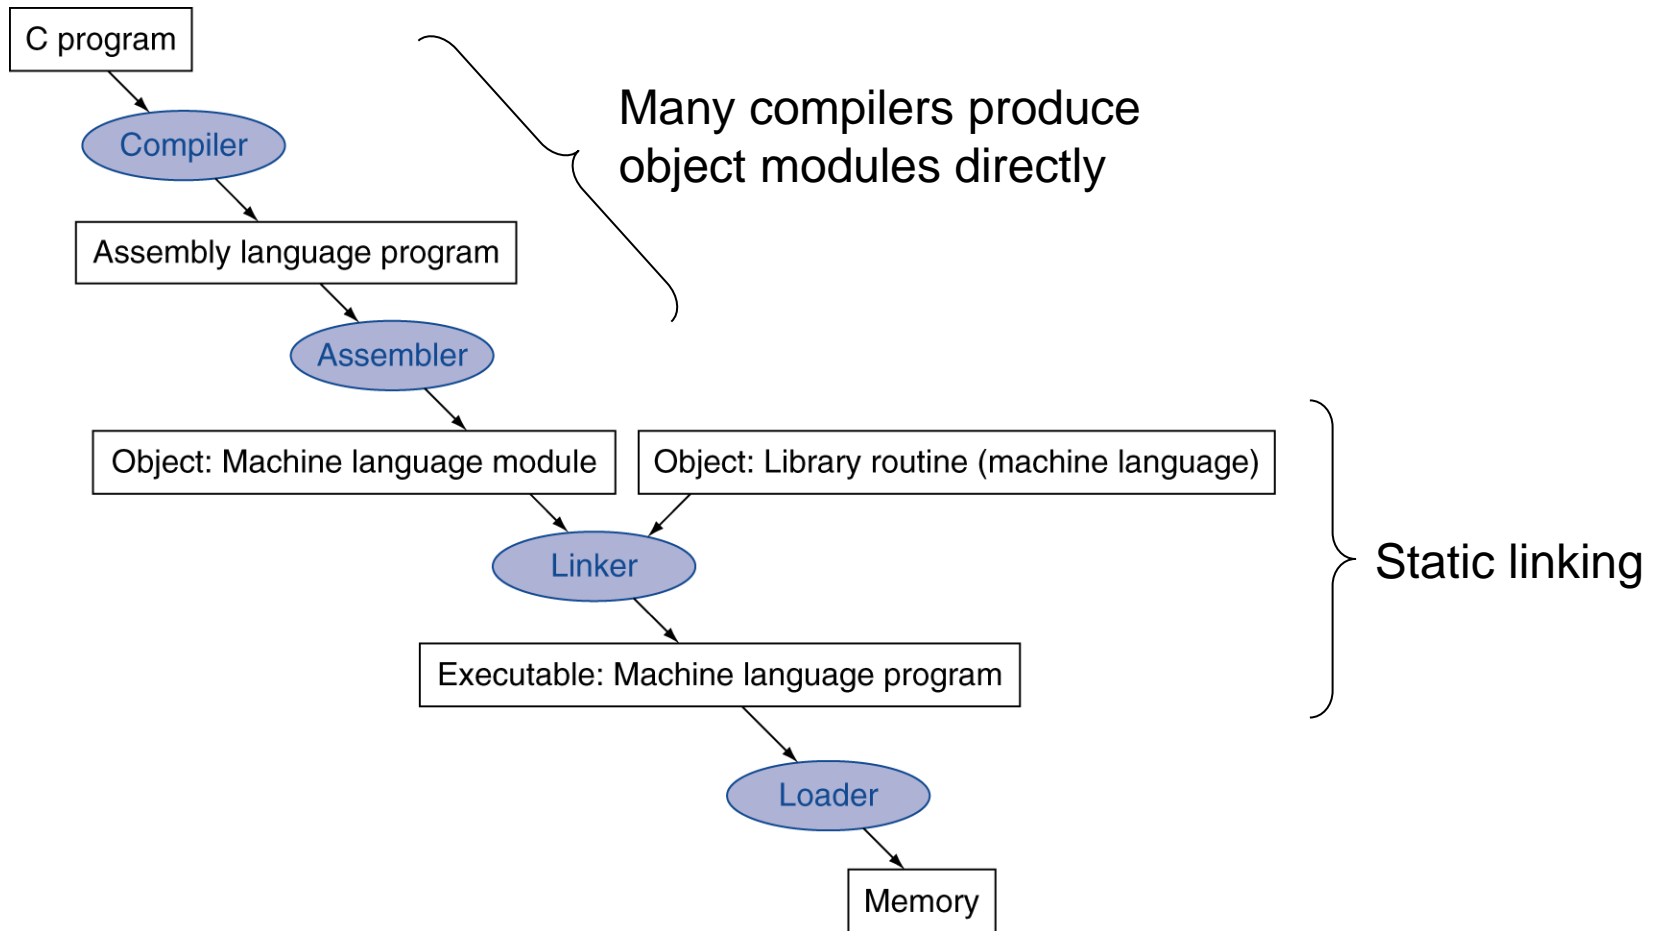 C program
Many compilers produce
object modules directly
Compiler
Assembly language program
Assembler
Object: Machine language module
Object: Library routine (machine language)
Linker
Static linking
Executable: Machine language program
Loader
Memory